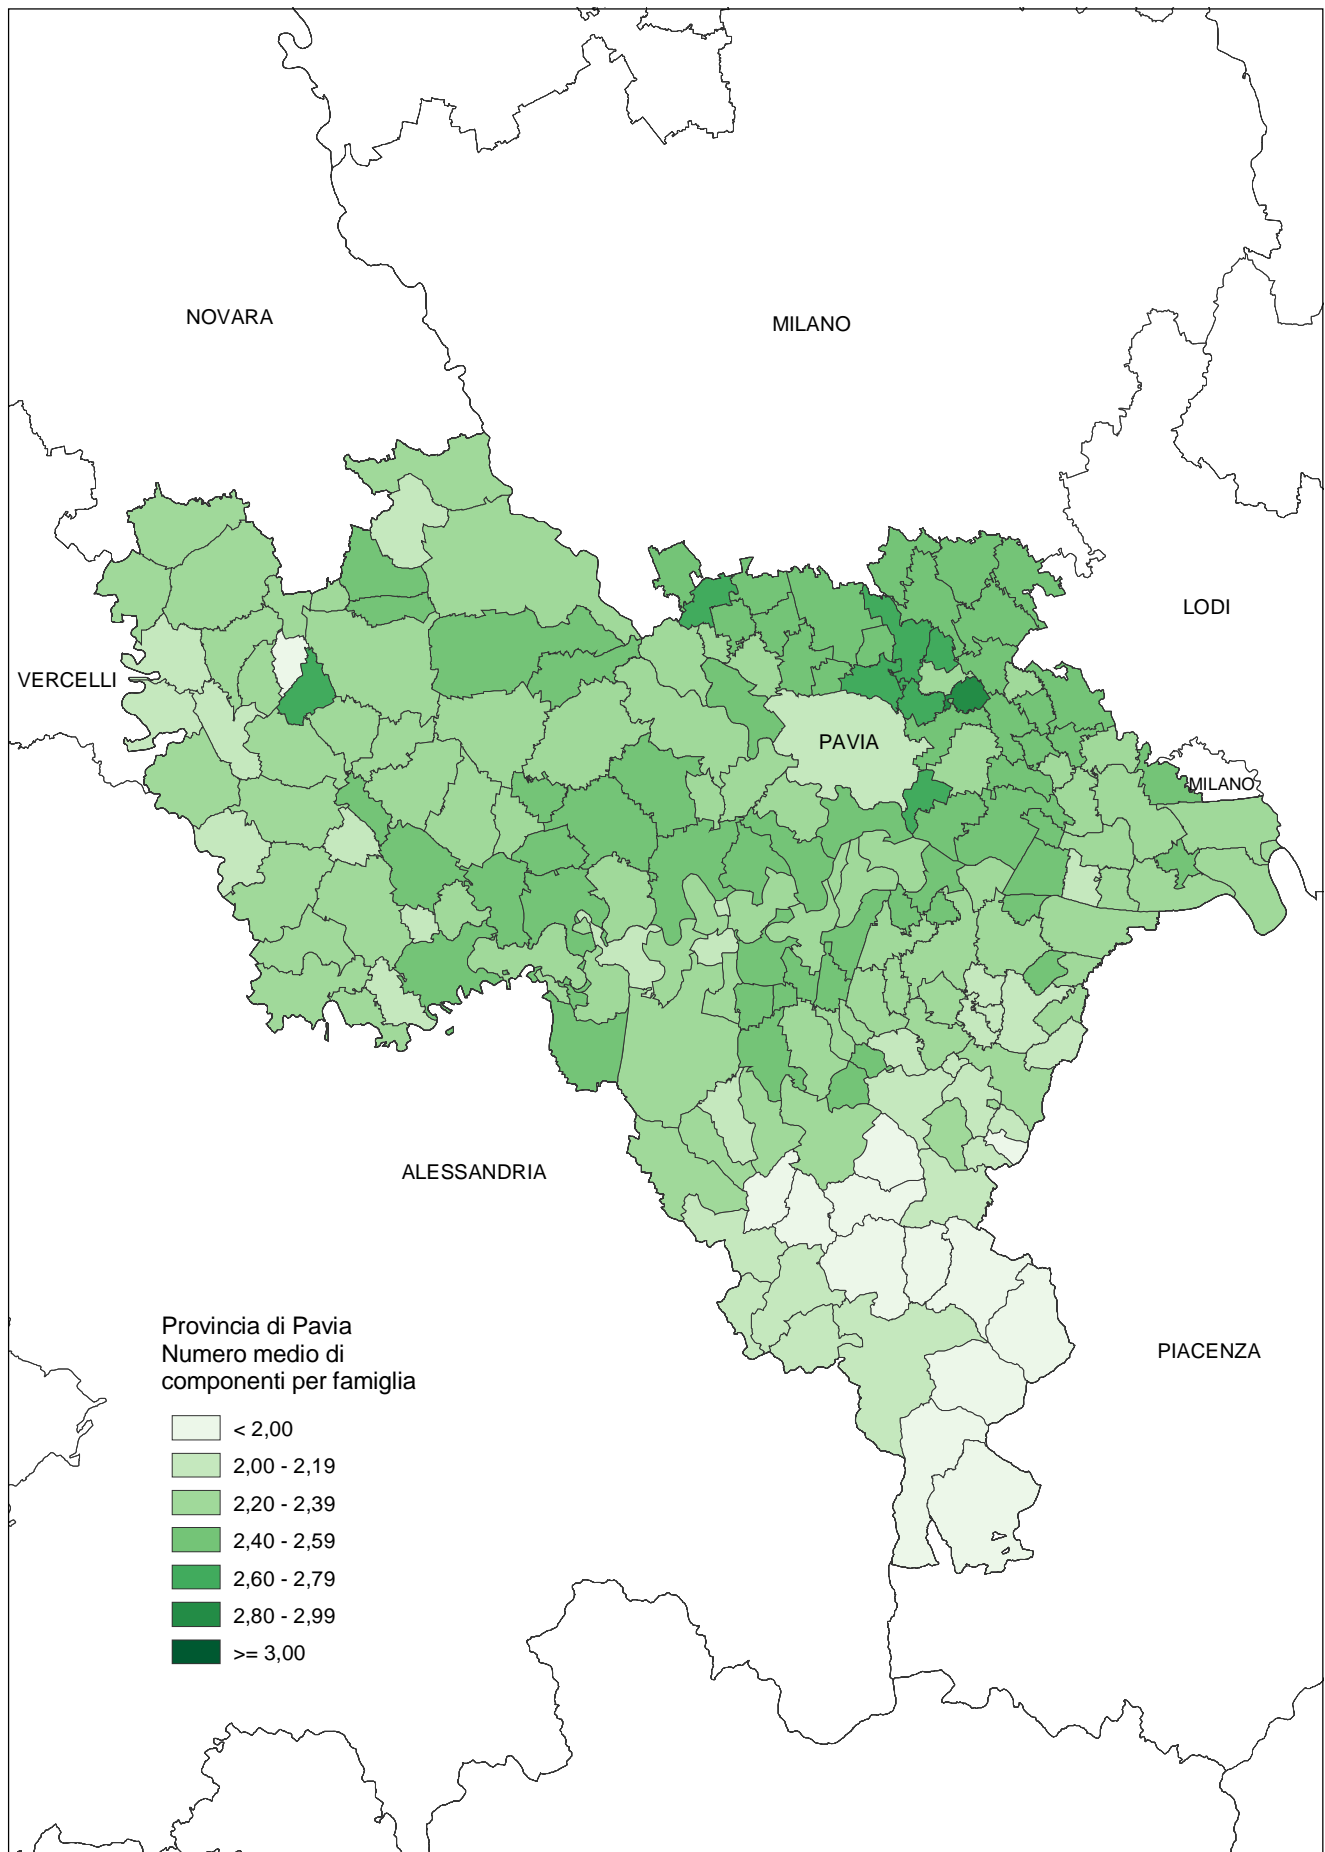 NOVARA
MILANO
LODI
VERCELLI
PAVIA
MILANO
ALESSANDRIA
PIACENZA
Provincia di Pavia
Numero medio di
componenti per famiglia
< 2,00
2,00 - 2,19
2,20 - 2,39
2,40 - 2,59
2,60 - 2,79
2,80 - 2,99
>= 3,00